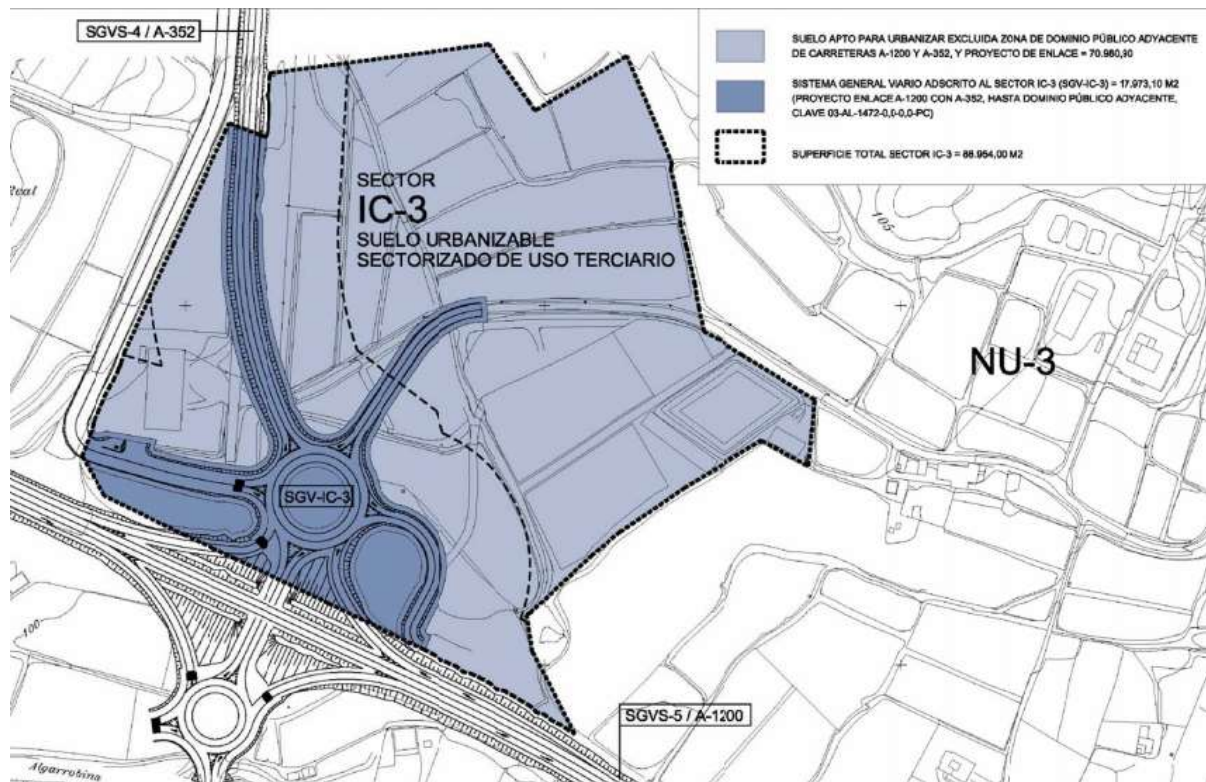 SGVS-4 / A-352
SUELO APTO PARA URBANIZAR EXCLUIDA ZONA DE DOMINIO PÚBLICO ADYACENTE
DE CARRETERAS A-1200 Y A-352, Y PROYECTO DE ENLACE = 70.980,90
SISTEMA GENERAL VIARIO ADSCRITO AL SECTOR IC-3 (SGV-IC-3) = 17.973,10 M2
(PROYECTO ENLACE A-1200 CON A-352, HASTA DOMINIO PÚBLICO ADYACENTE,
CLAVE 03-AL-1472-0,0-0,0-PC)
SUPERFICIE TOTAL SECTOR IC-3 = 88.954,00 M2
Real
SECTOR
IC-3
SUELO URBANIZABLE
SECTORIZADO DE USO TERCIARIO
105
NU-3
SGV-IC-3
100
SGVS-5 / A-1200
Algarrobina